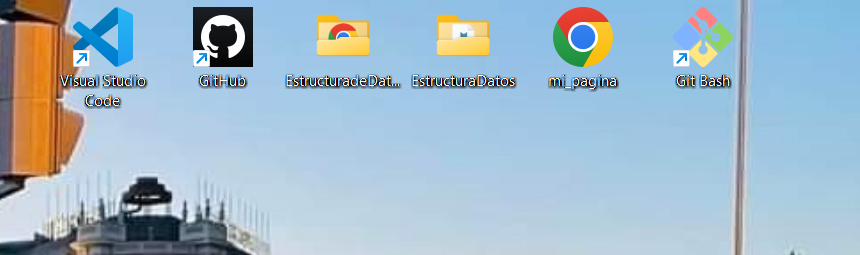 Visual Studio
Code
GitHub
EstructuradeDat...
EstructuraDatos
mi_pagina
Git Bash